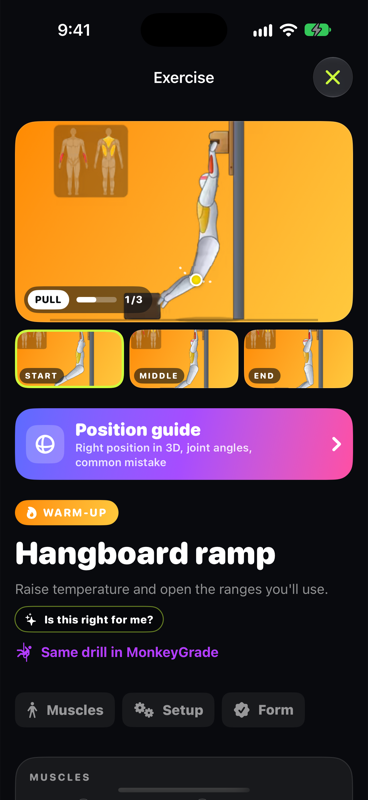 9:41
Exercise
PULL 1/3
START
MIDDLE
END
Position guide
Right position in 3D, joint angles,
common mistake
WARM-UP
Hangboard ramp
Raise temperature and open the ranges you'll use.
Is this right for me?
Same drill in MonkeyGrade
Muscles
Setup
Form
MUSCLES